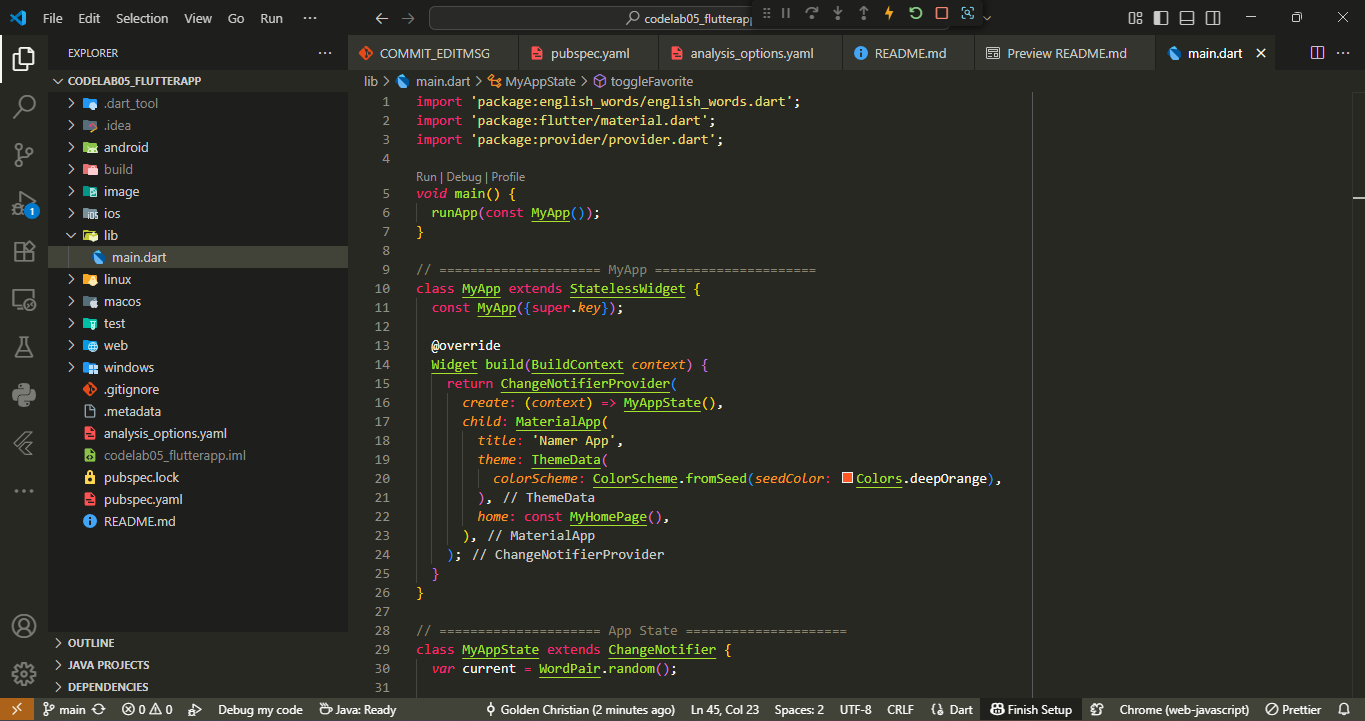 File Edit Selection View Go Run ··· codelab05_flutterapp
EXPLORER ···
COMMIT_EDITMSG pubspec.yaml analysis_options.yaml README.md Preview README.md main.dart
CODELAB05_FLUTTERAPP
.dart_tool
.idea
android
build
image
ios
lib
main.dart
linux
macos
test
web
windows
.gitignore
.metadata
analysis_options.yaml
codelab05_flutterapp.iml
pubspec.lock
pubspec.yaml
README.md
OUTLINE
JAVA PROJECTS
DEPENDENCIES
1
lib > main.dart > MyAppState > toggleFavorite
1 import 'package:english_words/english_words.dart';
2 import 'package:flutter/material.dart';
3 import 'package:provider/provider.dart';
4
Run | Debug | Profile
5 void main() {
6 runApp(const MyApp());
7 }
8
9 // ===================== MyApp =====================
10 class MyApp extends StatelessWidget {
11 const MyApp({super.key});
12
13 @override
14 Widget build(BuildContext context) {
15 return ChangeNotifierProvider(
16 create: (context) => MyAppState(),
17 child: MaterialApp(
18 title: 'Namer App',
19 theme: ThemeData(
20 colorScheme: ColorScheme.fromSeed(seedColor: Colors.deepOrange),
21 ), // ThemeData
22 home: const MyHomePage(),
23 ), // MaterialApp
24 ); // ChangeNotifierProvider
25 }
26 }
27
28 // ===================== App State =====================
29 class MyAppState extends ChangeNotifier {
30 var current = WordPair.random();
31
main 0 0 Debug my code Java: Ready Golden Christian (2 minutes ago) Ln 45, Col 23 Spaces: 2 UTF-8 CRLF {} Dart Finish Setup Chrome (web-javascript) Prettier